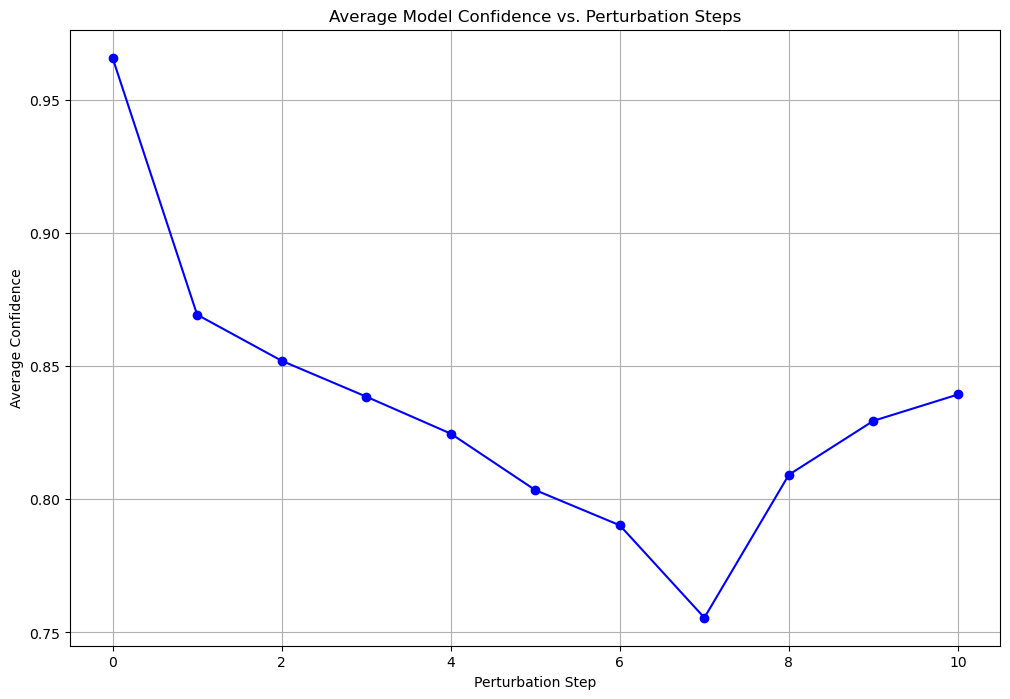 Average Model Confidence vs. Perturbation Steps
0.95
0.90
0.85
0.80
0.75
Average Confidence
0 2 4 6 8 10
Perturbation Step